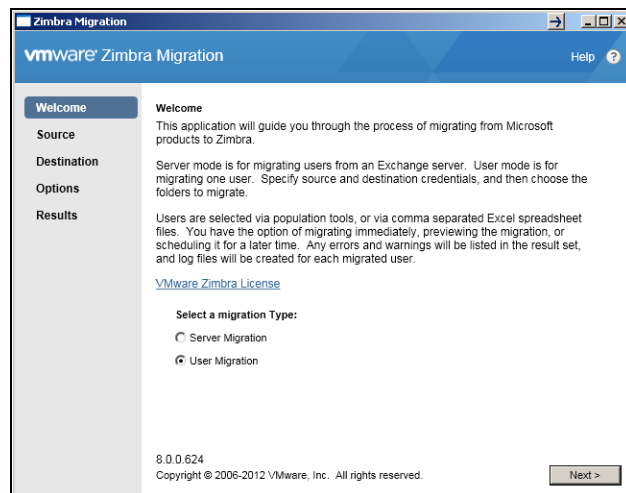 Zimbra Migration
vmware Zimbra Migration
Help ?
Welcome
Source
Destination
Options
Results
Welcome
This application will guide you through the process of migrating from Microsoft
products to Zimbra.
Server mode is for migrating users from an Exchange server. User mode is for
migrating one user. Specify source and destination credentials, and then choose the
folders to migrate.
Users are selected via population tools, or via comma separated Excel spreadsheet
files. You have the option of migrating immediately, previewing the migration, or
scheduling it for a later time. Any errors and warnings will be listed in the result set,
and log files will be created for each migrated user.
VMware Zimbra License
Select a migration Type:
Server Migration
User Migration
8.0.0.624
Copyright © 2006-2012 VMware, Inc. All rights reserved.
Next >